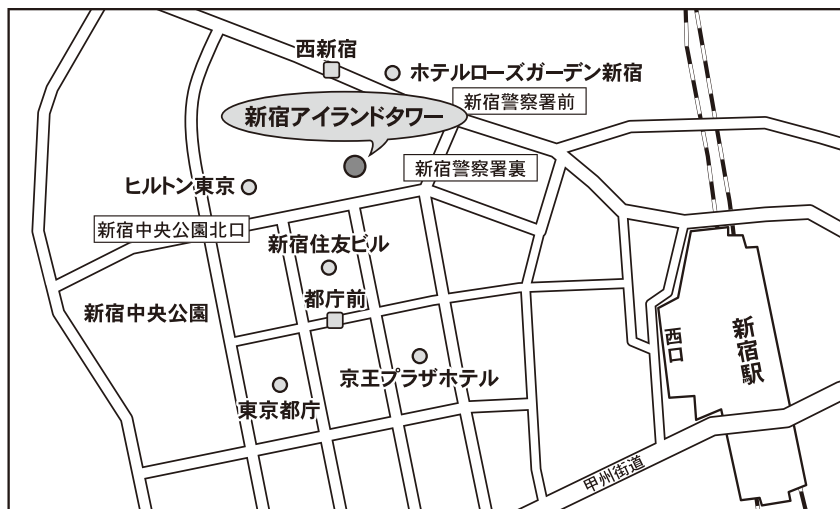 西新宿
ホテルローズガーデン新宿
新宿警察署前
新宿アイランドタワー
新宿警察署裏
ヒルトン東京
新宿中央公園北口
新宿住友ビル
都庁前
新宿中央公園
新宿駅
西口
京王プラザホテル
東京都庁
甲州街道